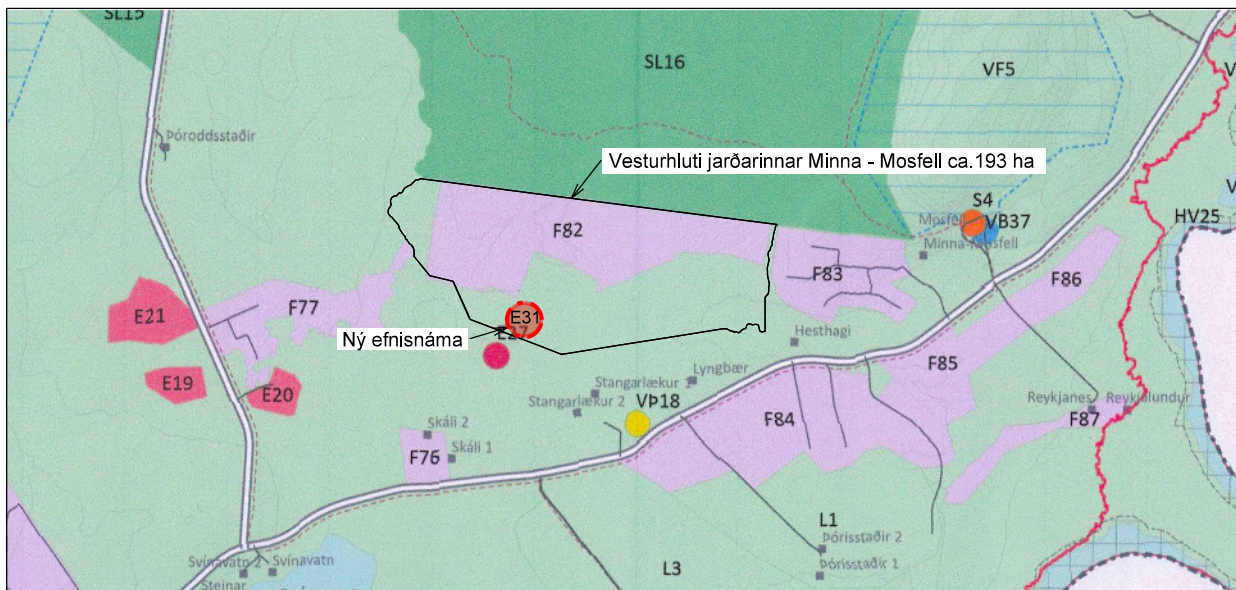 SL15
SL16
VF5
V
Þóroddsstaðir
Vesturhluti jarðarinnar Minna - Mosfell ca.193 ha
S4
Mosfell
VB37
HV25
F82
Minna-Mosfell
F83
F86
F77
E21
E31
Ný efnisnáma
Hesthagi
E19
E20
Stangarlækur 1
Lyngbær
F85
Stangarlækur 2
VÞ18
Reykjanes
Reykjalundur
F87
Skáli 2
F84
F76
Skáli 1
L1
Þórisstaðir 2
Þórisstaðir 1
L3
Svínavatn 2
Svínavatn
Steinar